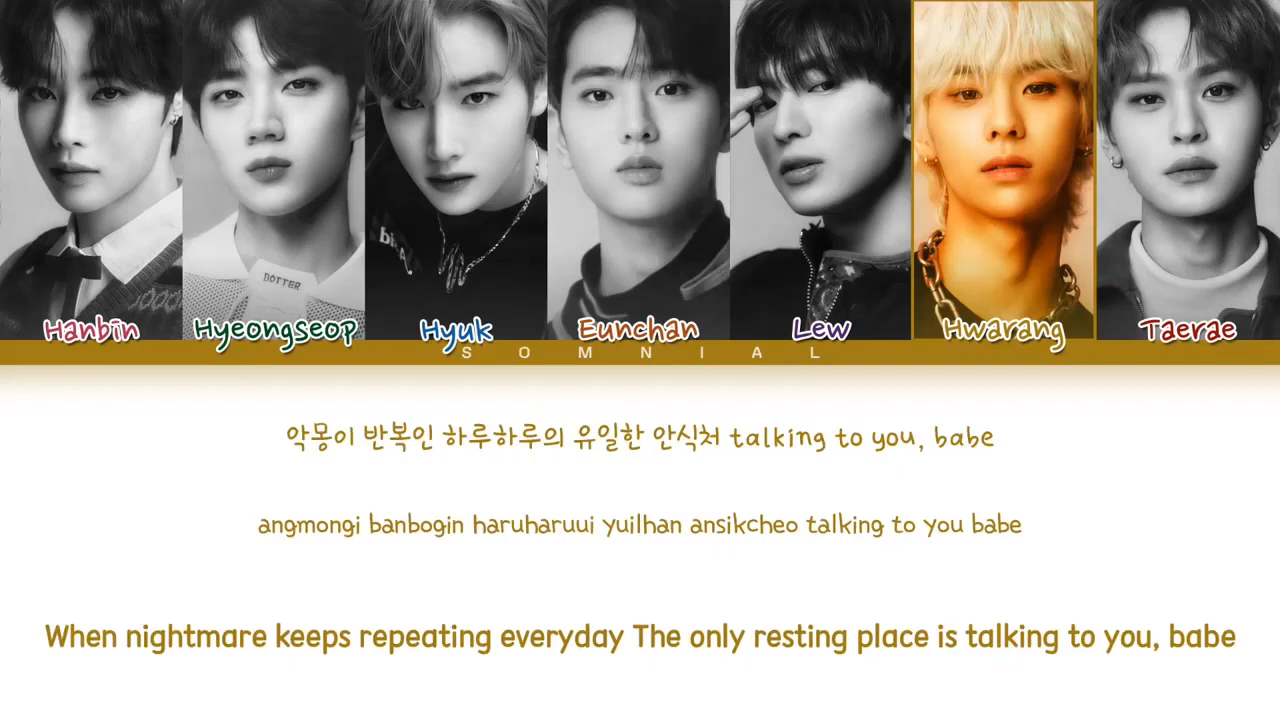 BOTTER
Hanbin Hyeongseop Hyuk Eunchan Lew Hwarang Taerae
SOMNIAL
악몽이 반복인 하루하루의 유일한 안식처 talking to you, babe
angmongi banbogin haruharuui yuilhan ansikcheo talking to you babe
When nightmare keeps repeating everyday The only resting place is talking to you, babe